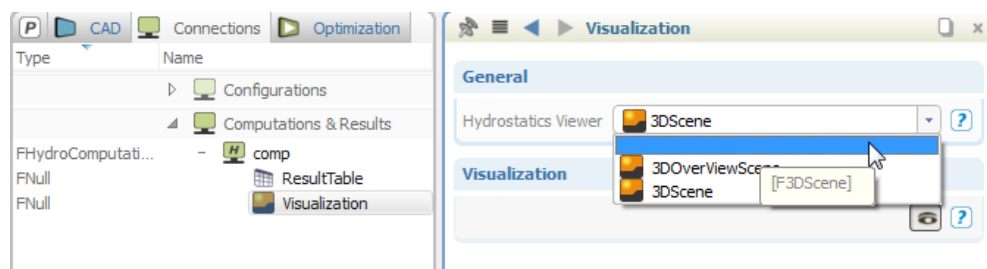 P CAD Connections Optimization
Type Name
Configurations
Computations & Results
FHydroComputati... H comp
FNull ResultTable
FNull Visualization
Visualization x
General
Hydrostatics Viewer 3DScene ?
3DOverViewScene
Visualization
[F3DScene]
3DScene
?